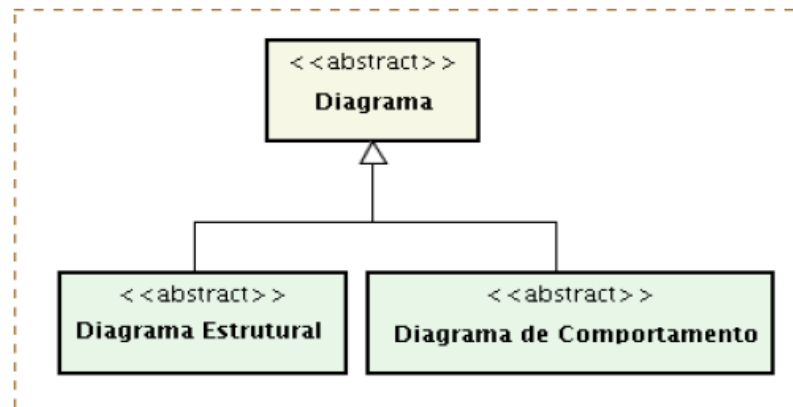 <<abstract>>
Diagrama
<<abstract>>
Diagrama Estrutural
<<abstract>>
Diagrama de Comportamento